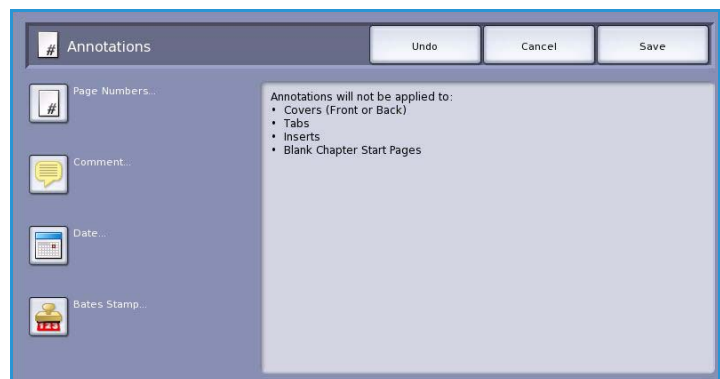 # Annotations
Undo
Cancel
Save
# Page Numbers...
Comment...
Date...
Bates Stamp...
Annotations will not be applied to:
• Covers (Front or Back)
• Tabs
• Inserts
• Blank Chapter Start Pages